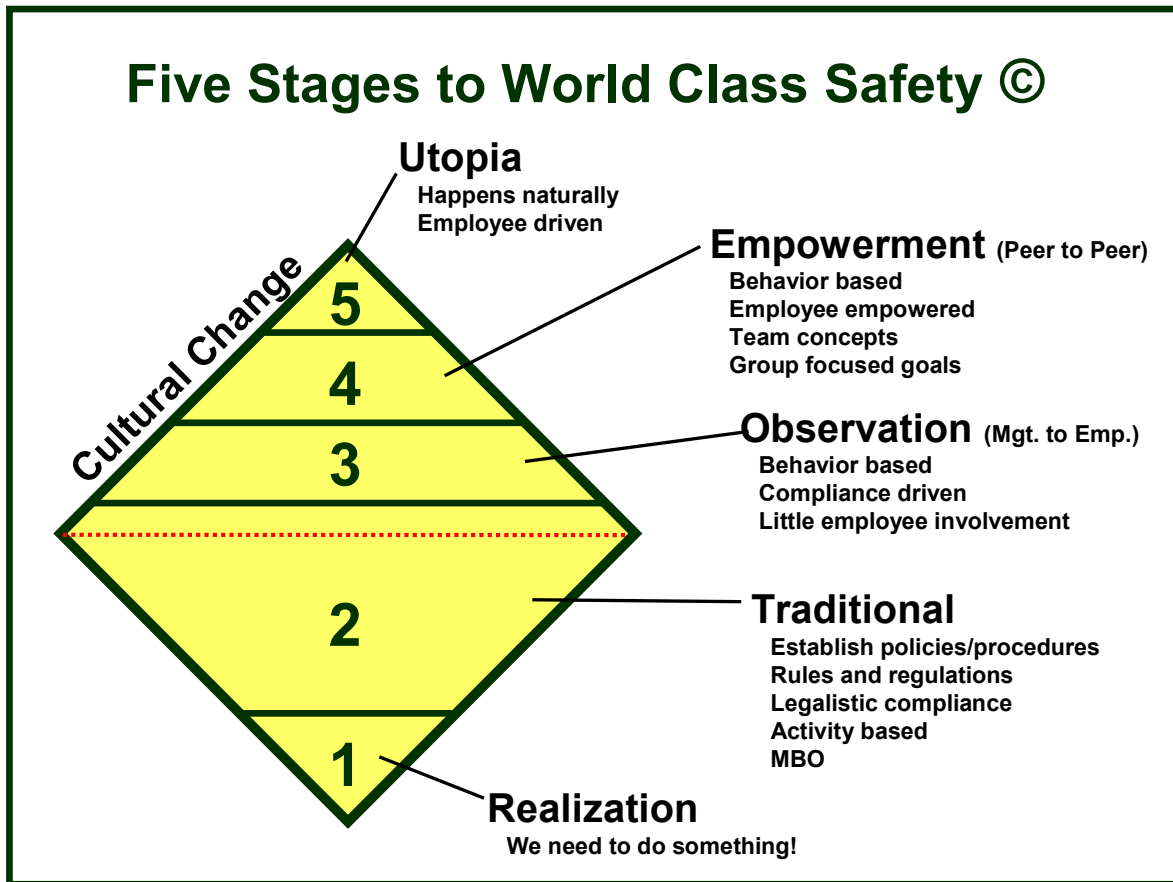 Five Stages to World Class Safety ©
Utopia
Happens naturally
Employee driven
Empowerment (Peer to Peer)
Behavior based
Employee empowered
Team concepts
Group focused goals
Cultural Change
5
4
3
2
1
Observation (Mgt. to Emp.)
Behavior based
Compliance driven
Little employee involvement
Traditional
Establish policies/procedures
Rules and regulations
Legalistic compliance
Activity based
MBO
Realization
We need to do something!